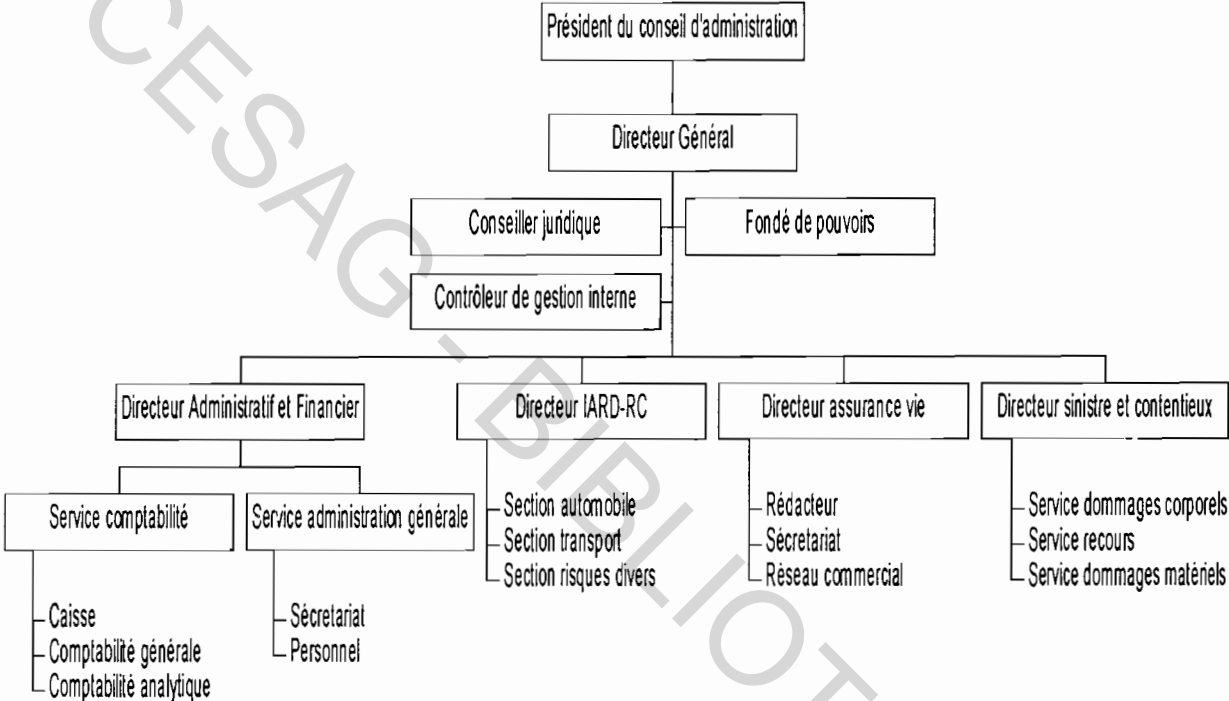 Président du conseil d'administration
Directeur Général
Conseiller juridique
Fondé de pouvoirs
Contrôleur de gestion interne
Directeur Administratif et Financier
Directeur IARD-RC
Directeur assurance vie
Directeur sinistre et contentieux
Service comptabilité
Service administration générale
Caisse
Comptabilité générale
Comptabilité analytique
Sécretariat
Personnel
Section automobile
Section transport
Section risques divers
Rédacteur
Sécretariat
Réseau commercial
Service dommages corporels
Service recours
Service dommages matériels
CESAG - BIBLIOT